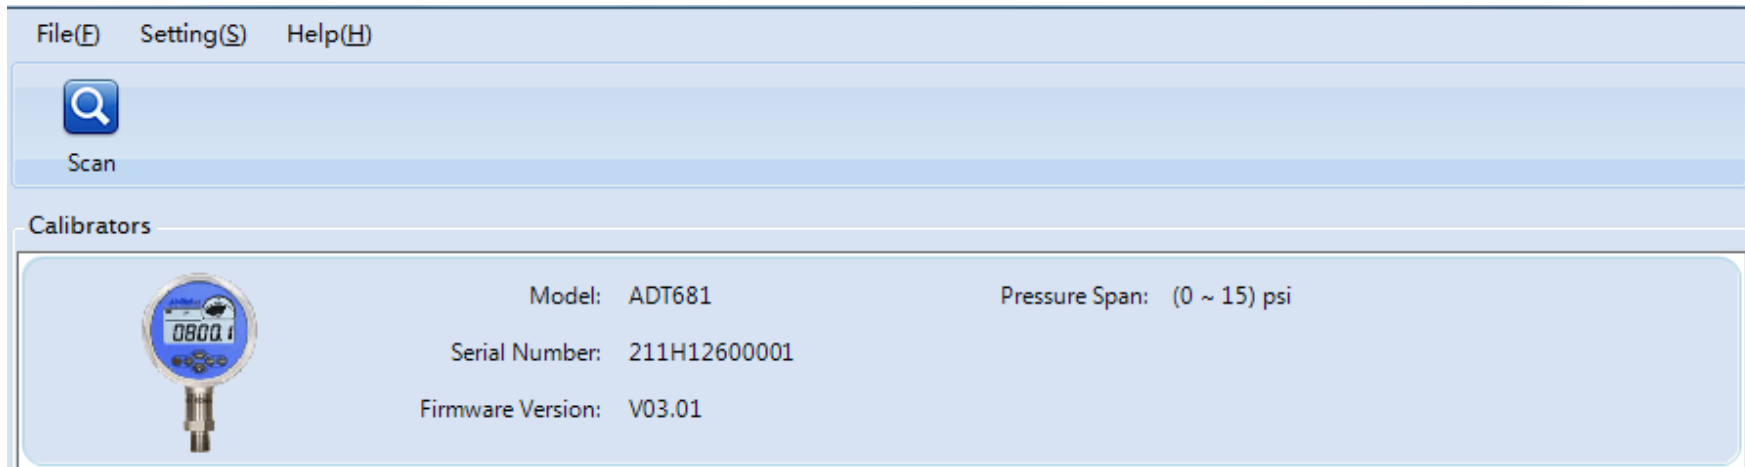 File(F) Setting(S) Help(H)
Scan
Calibrators
Model: ADT681 Pressure Span: (0 ~ 15) psi
Serial Number: 211H12600001
Firmware Version: V03.01
0800.1